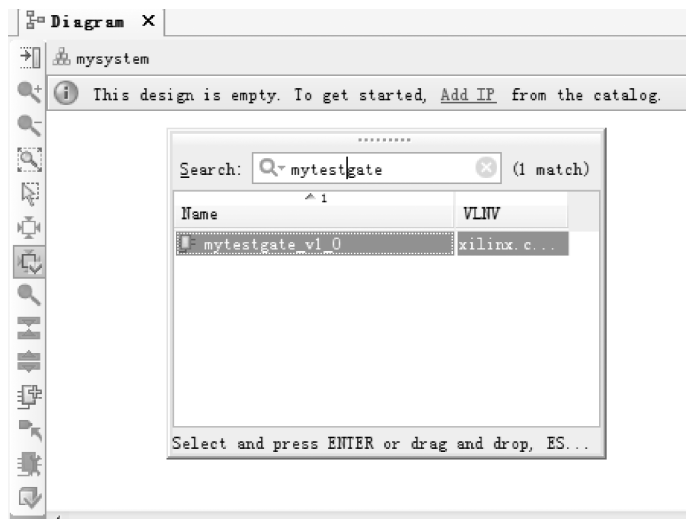 Diagram ×
mysystem
This design is empty. To get started, Add IP from the catalog.
Search: mytestgate (1 match)
1
Name VLNV
mytestgate_v1_0 xilinx.c...
Select and press ENTER or drag and drop, ES...